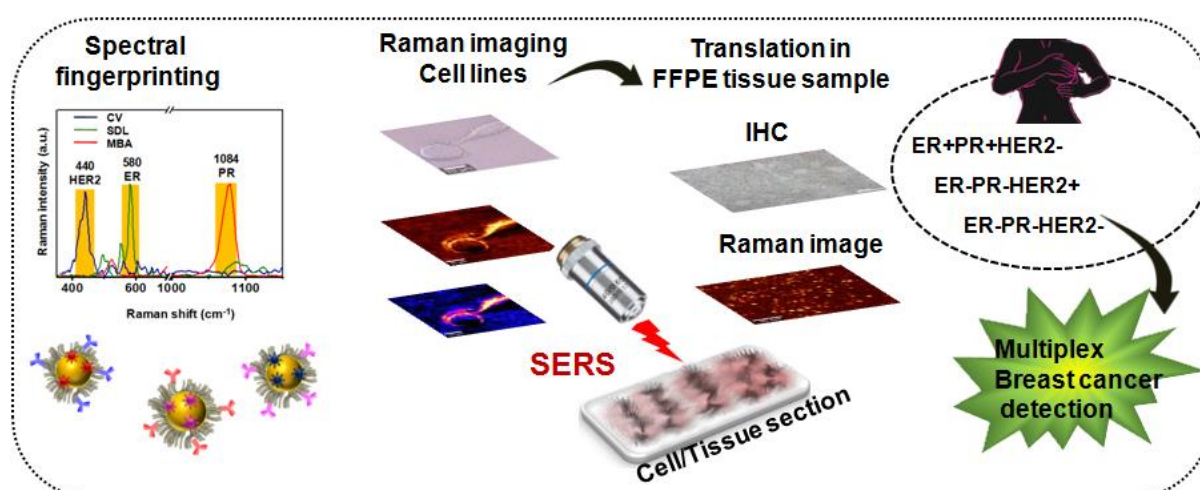 Spectral
fingerprinting
CV
SDL
MBA
440
HER2
580
ER
1084
PR
Raman intensity (a.u.)
400
600
1000
1100
Raman shift (cm⁻¹)
Raman imaging
Cell lines
Translation in
FFPE tissue sample
IHC
Raman image
SERS
Cell/Tissue section
ER+PR+HER2-
ER-PR-HER2+
ER-PR-HER2-
Multiplex
Breast cancer
detection